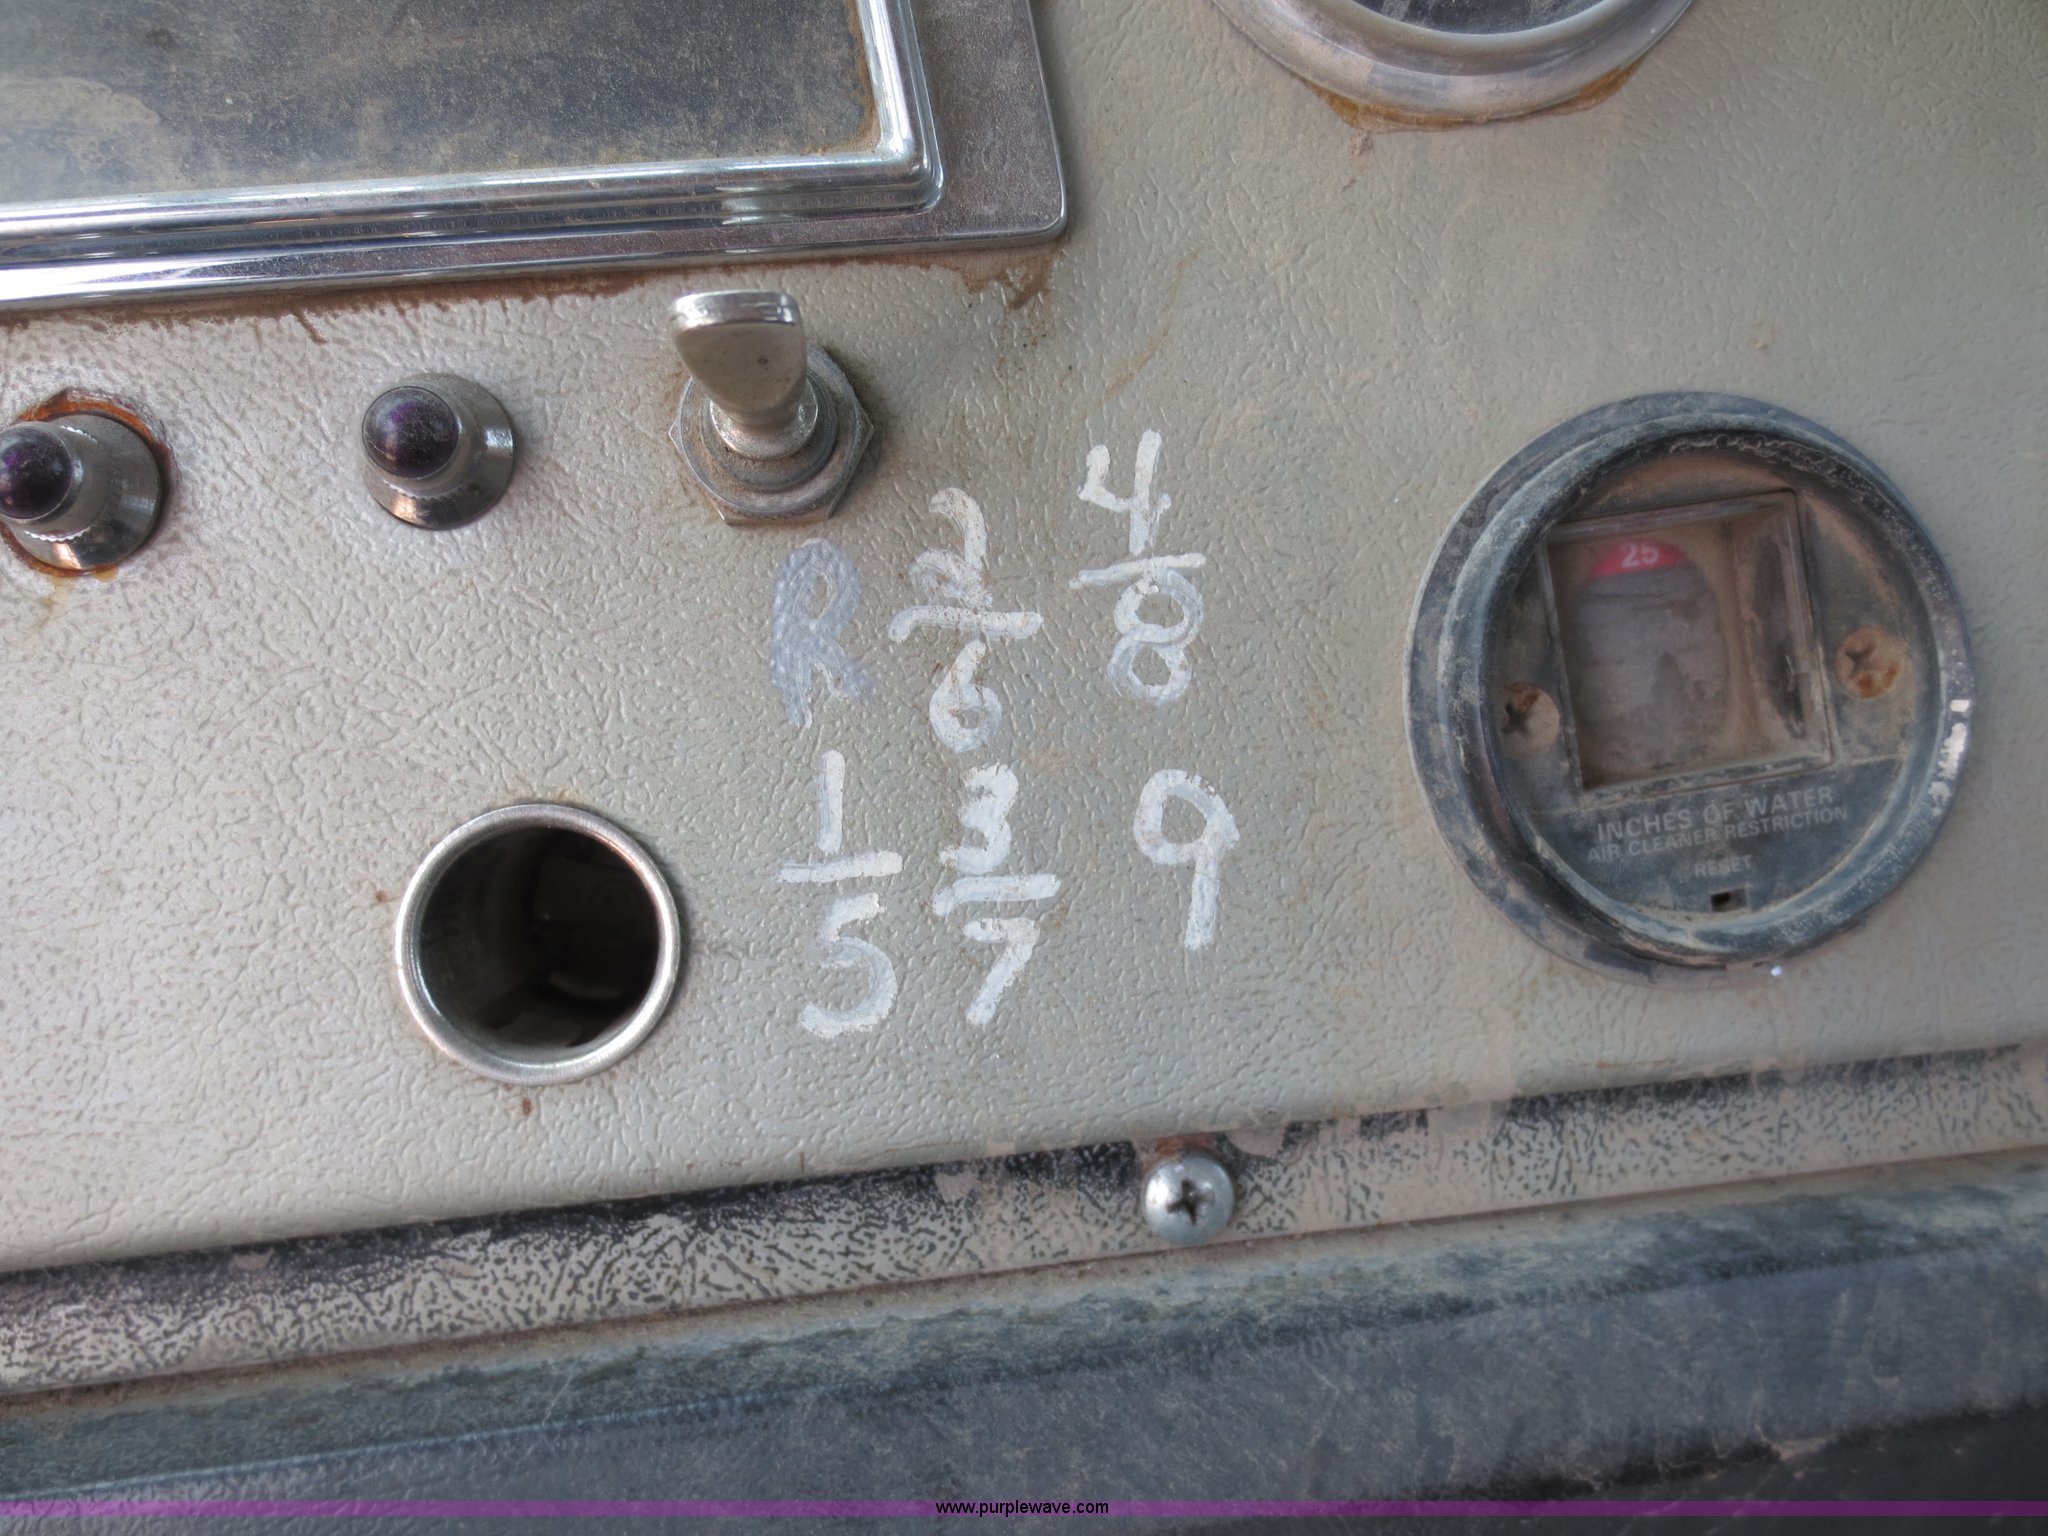 R 2/6 4/8
1/5 3/7 9
25
INCHES OF WATER
AIR CLEANER RESTRICTION
RESET
www.purplewave.com